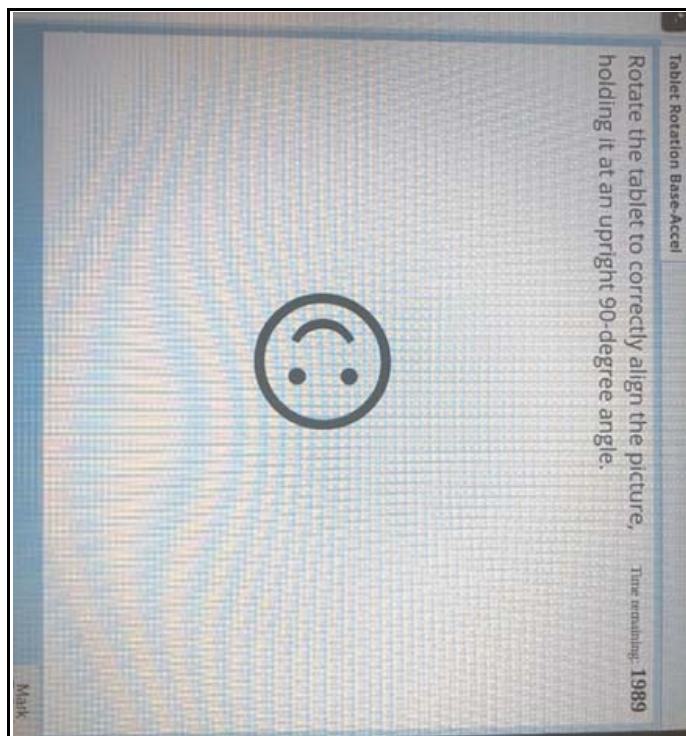 Tablet Rotation Base-Accel
Rotate the tablet to correctly align the picture,
holding it at an upright 90-degree angle.
Time remaining: 1989
Mark